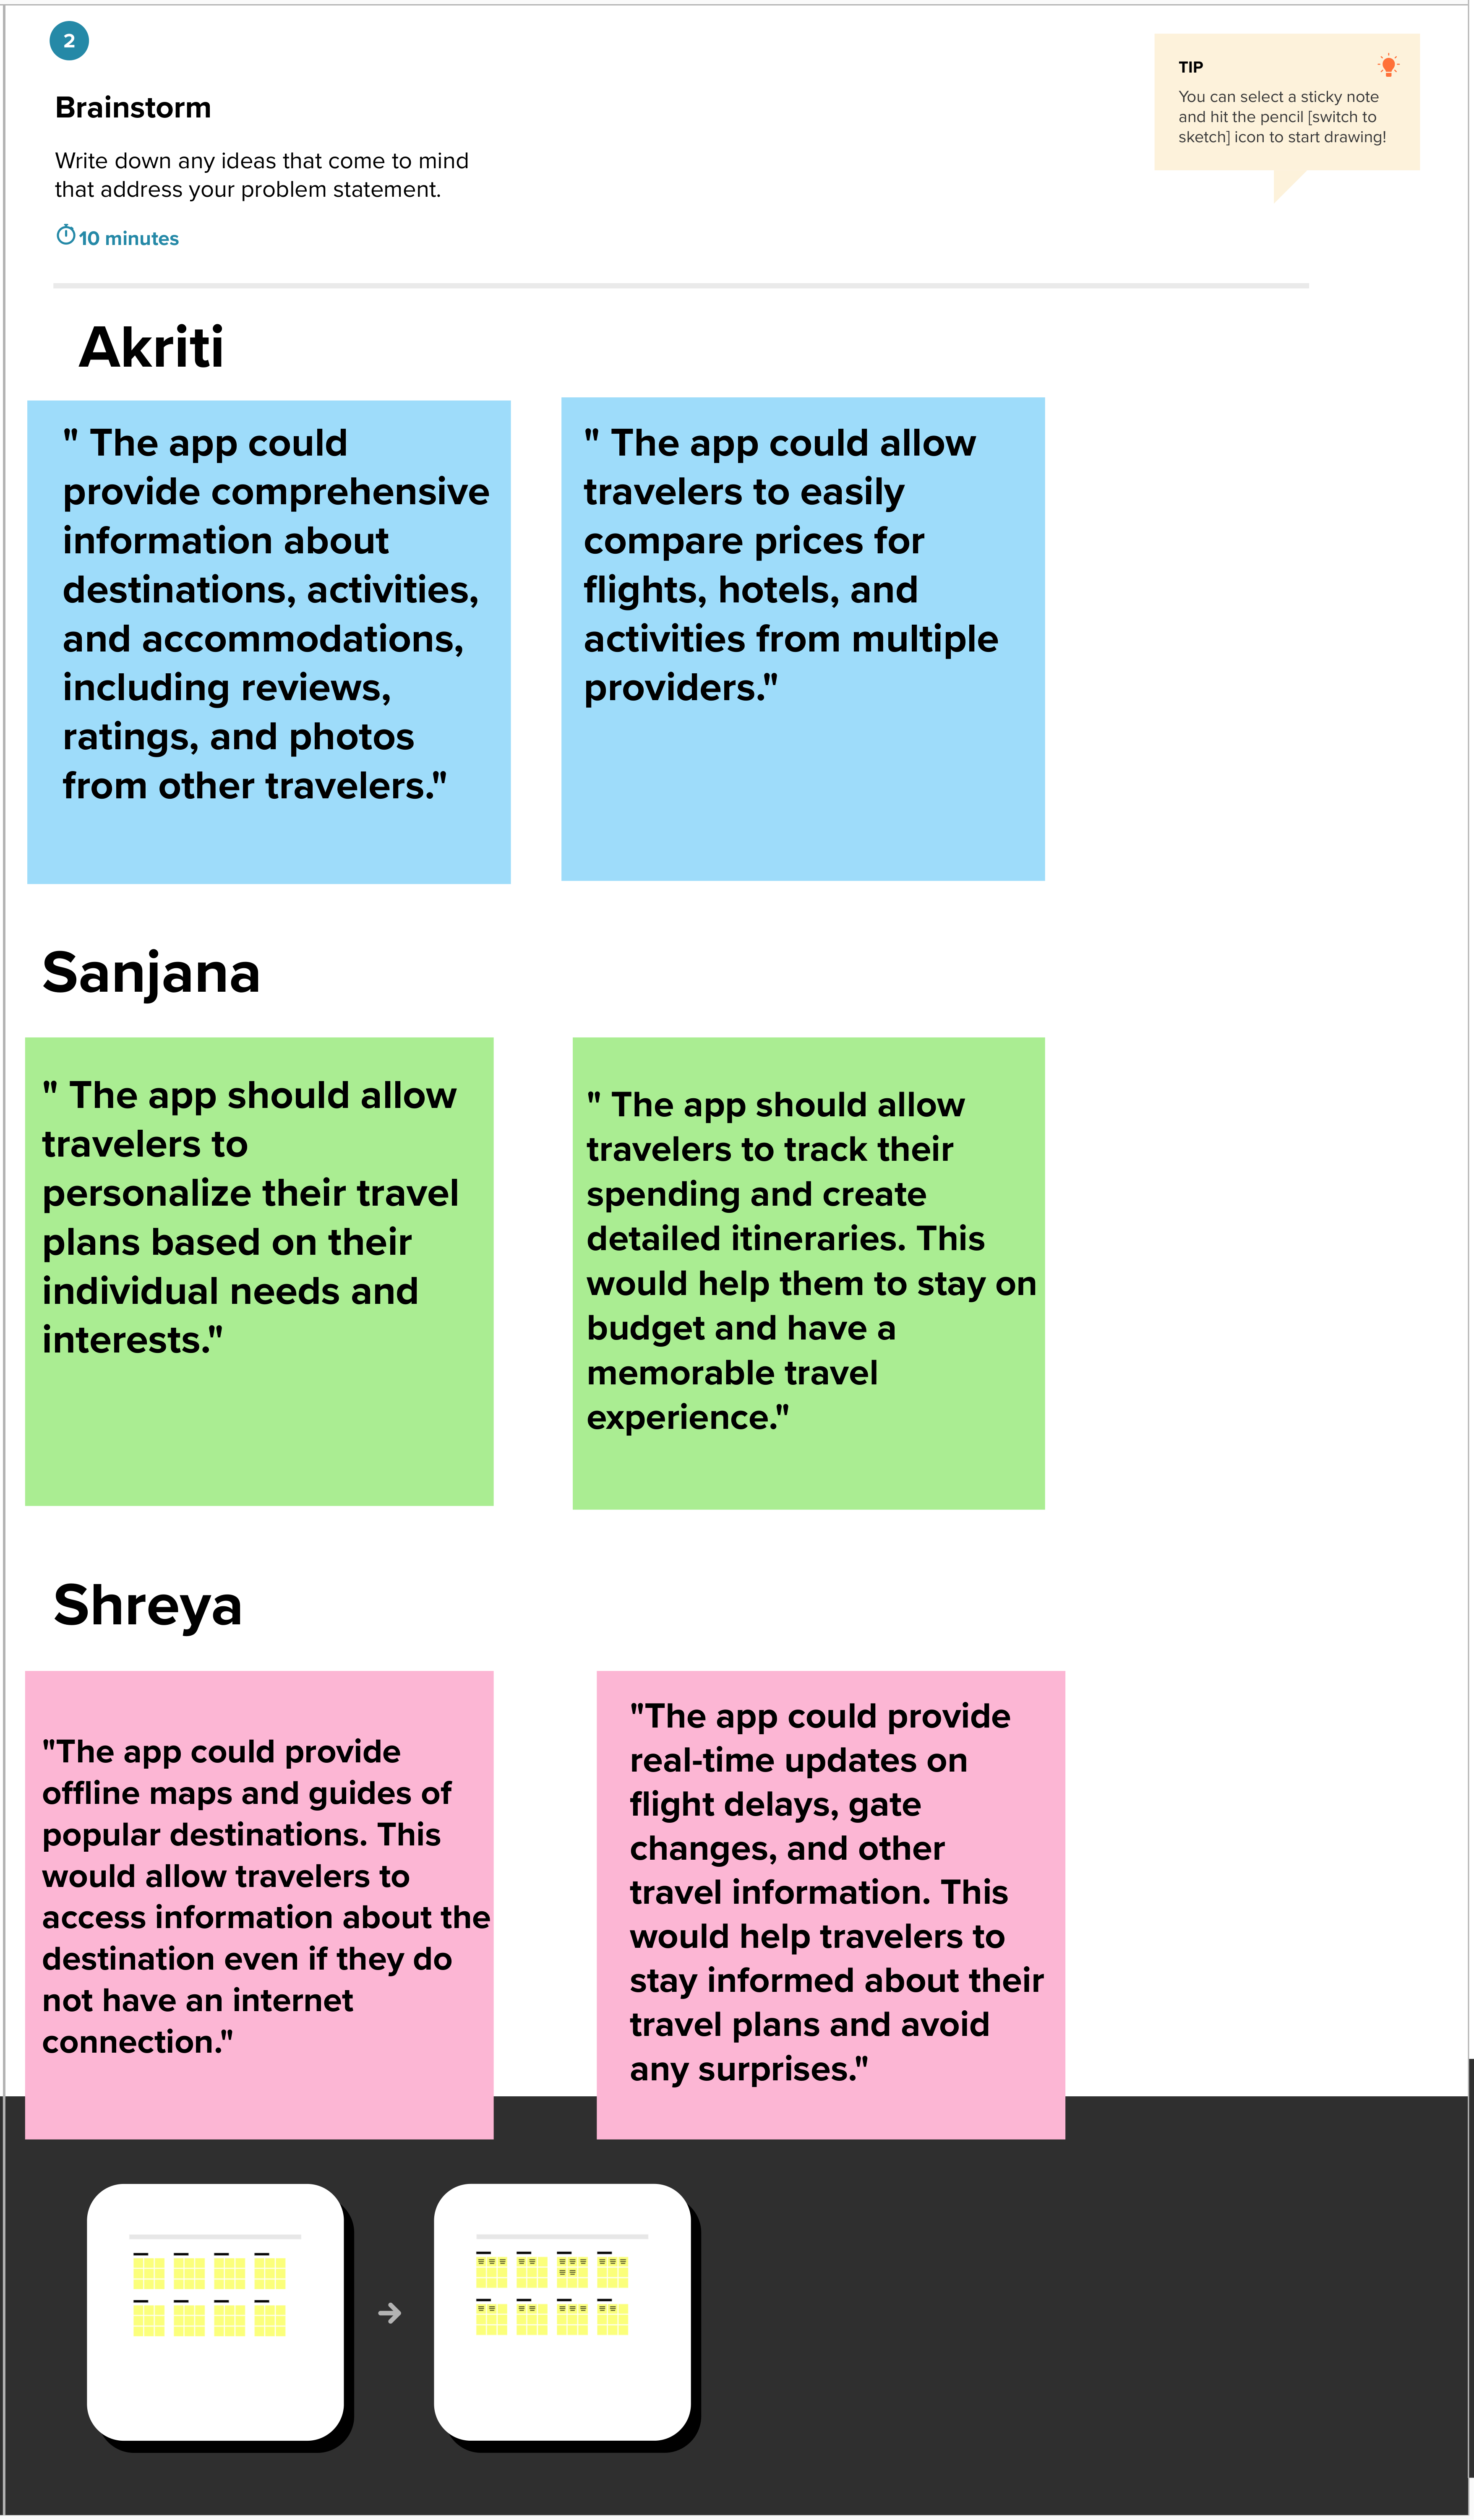 2
Brainstorm
Write down any ideas that come to mind
that address your problem statement.
10 minutes
TIP
You can select a sticky note
and hit the pencil [switch to
sketch] icon to start drawing!
Akriti
" The app could
provide comprehensive
information about
destinations, activities,
and accommodations,
including reviews,
ratings, and photos
from other travelers."
" The app could allow
travelers to easily
compare prices for
flights, hotels, and
activities from multiple
providers."
Sanjana
" The app should allow
travelers to
personalize their travel
plans based on their
individual needs and
interests."
" The app should allow
travelers to track their
spending and create
detailed itineraries. This
would help them to stay on
budget and have a
memorable travel
experience."
Shreya
"The app could provide
offline maps and guides of
popular destinations. This
would allow travelers to
access information about the
destination even if they do
not have an internet
connection."
"The app could provide
real-time updates on
flight delays, gate
changes, and other
travel information. This
would help travelers to
stay informed about their
travel plans and avoid
any surprises."